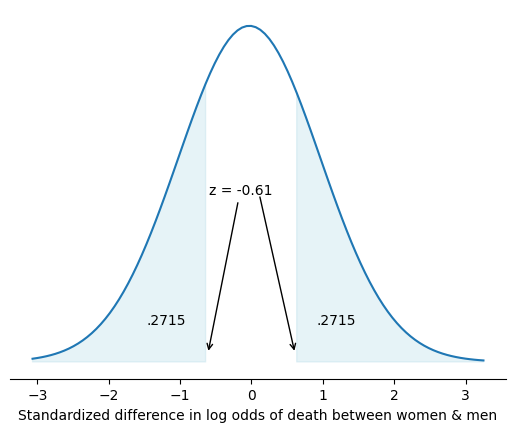 z = -0.61
.2715 .2715
−3 −2 −1 0 1 2 3
Standardized difference in log odds of death between women & men